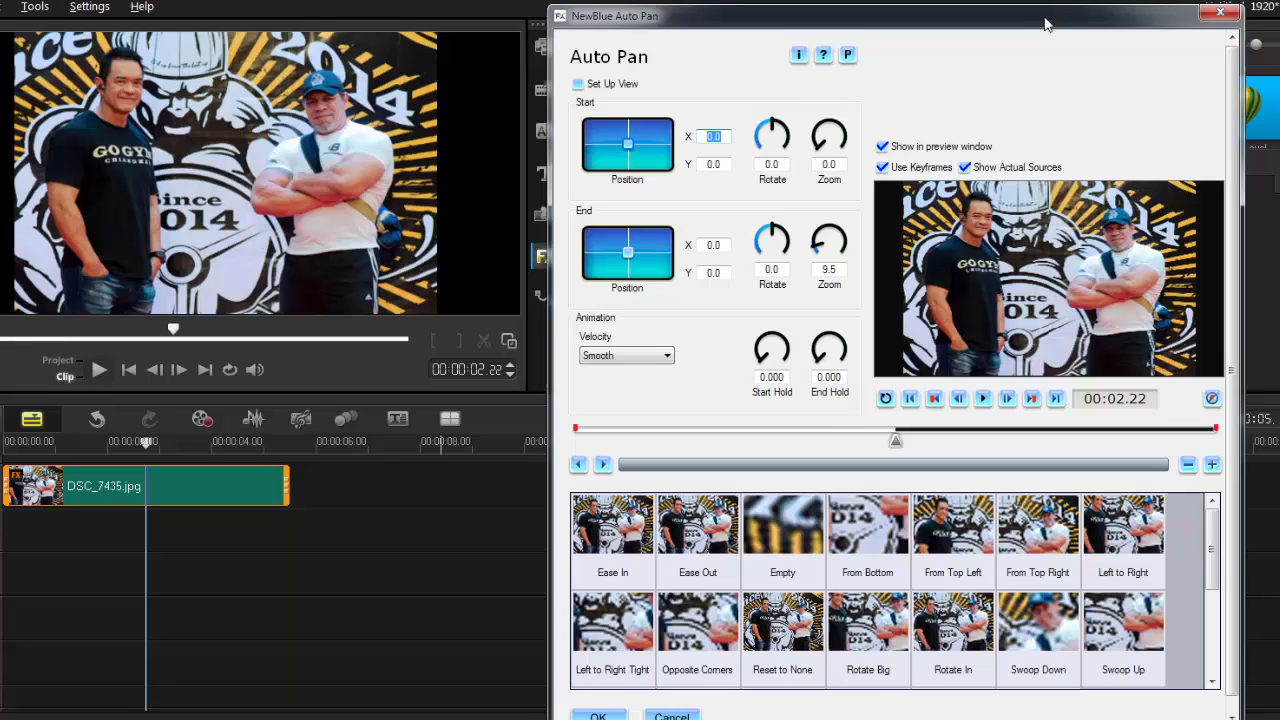 Tools Settings Help 1920*
NewBlue Auto Pan
Auto Pan
Set Up View
Start
X 0.0
Y 0.0 0.0 0.0
Position Rotate Zoom
End
X 0.0
Y 0.0 0.0 9.5
Position Rotate Zoom
Animation
Velocity
Smooth
0.000 0.000
Start Hold End Hold
Show in preview window
Use Keyframes Show Actual Sources
00:02.22
Project
Clip
00:00:02.22
00:00:00.00 00:00:04.00 00:00:06.00 00:00:08.00
DSC_7435.jpg
Ease In Ease Out Empty From Bottom From Top Left From Top Right Left to Right
Left to Right Tight Opposite Corners Reset to None Rotate Big Rotate In Swoop Down Swoop Up
OK Cancel
2014
GOGYM
CHIANGMAI
Since
2014